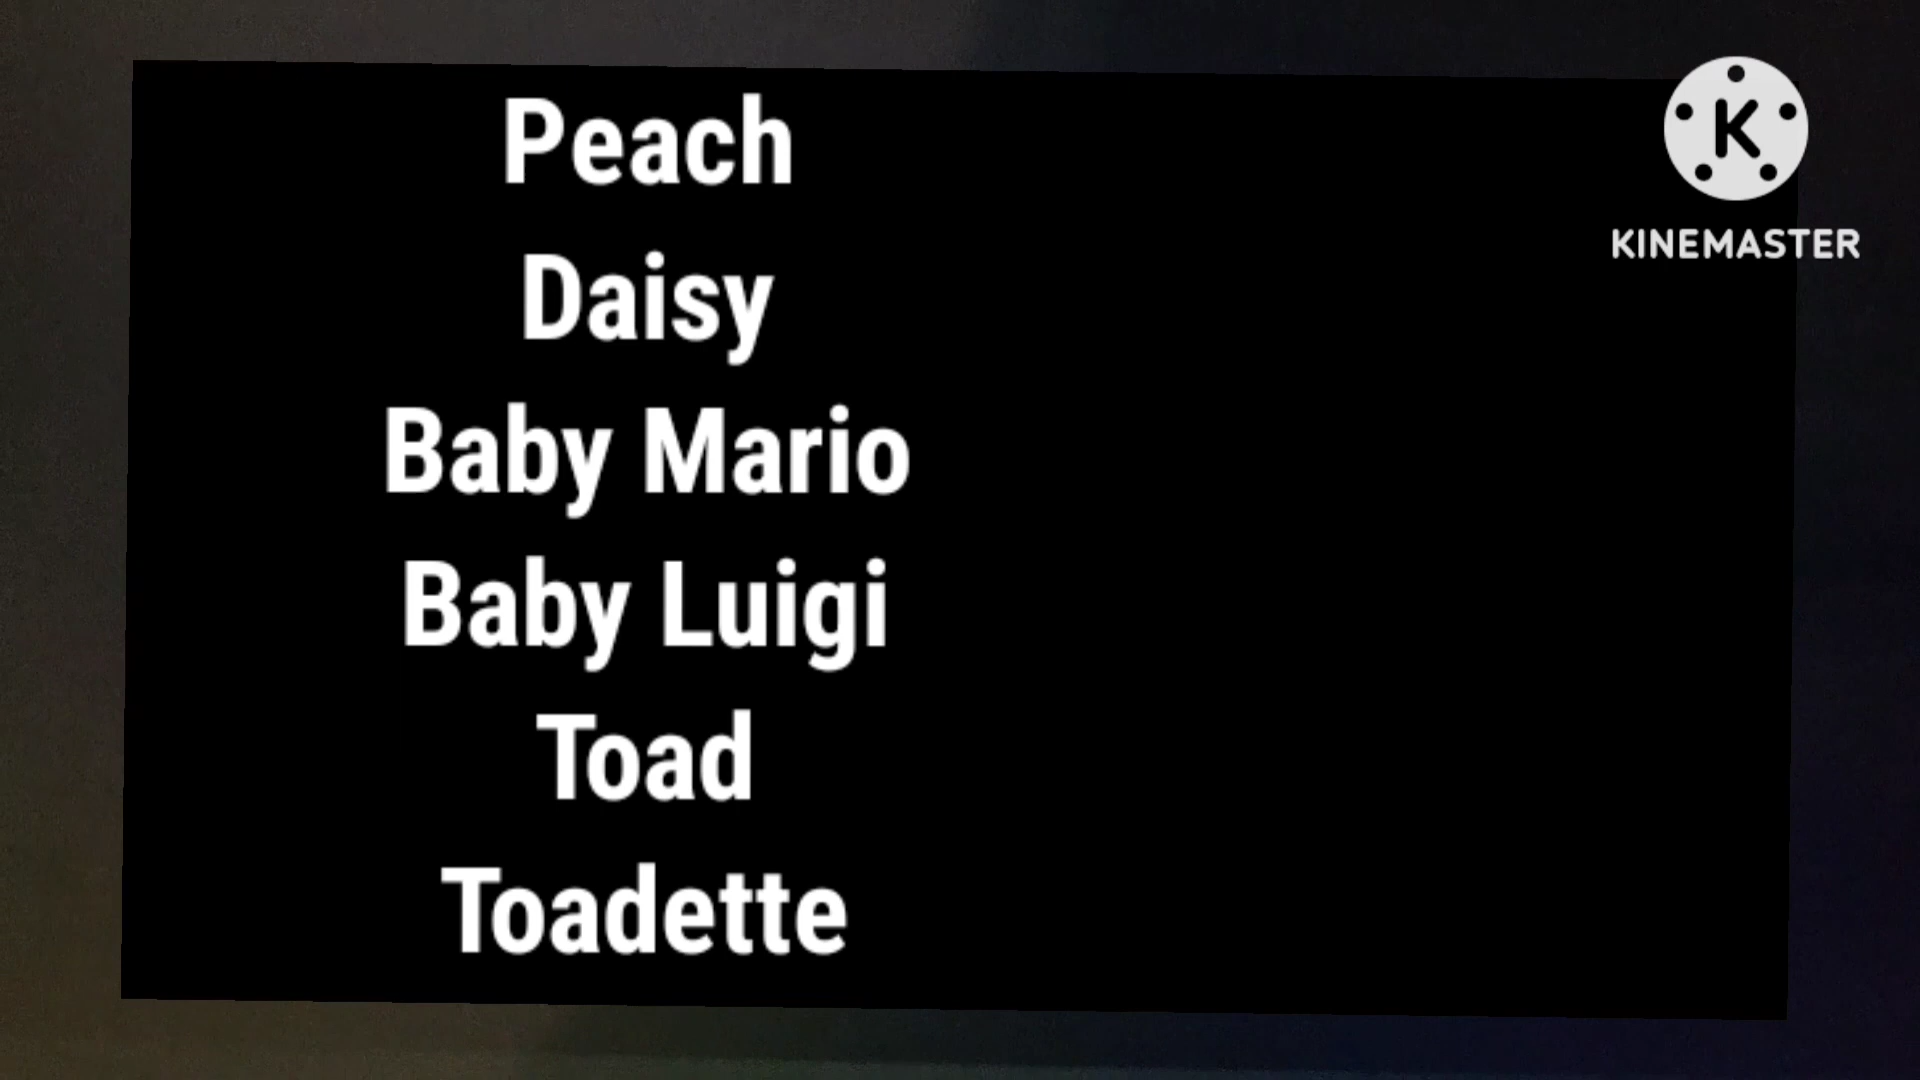 Peach
Daisy
Baby Mario
Baby Luigi
Toad
Toadette
K
KINEMASTER